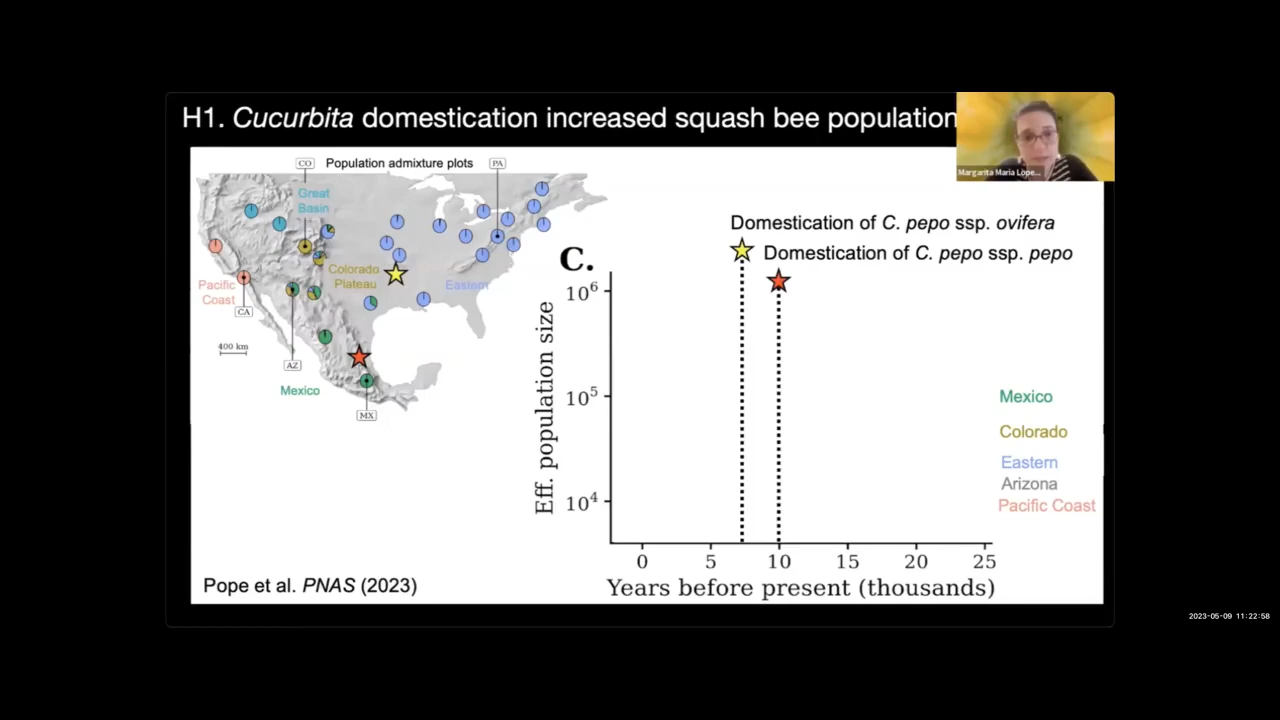 H1. Cucurbita domestication increased squash bee population
Margarita Maria Lope...
CO
Population admixture plots
PA
Great
Basin
Colorado
Plateau
Eastern
Pacific
Coast
CA
400 km
AZ
Mexico
MX
Domestication of C. pepo ssp. ovifera
Domestication of C. pepo ssp. pepo
C.
Eff. population size
10⁶
10⁵
10⁴
0 5 10 15 20 25
Years before present (thousands)
Mexico
Colorado
Eastern
Arizona
Pacific Coast
Pope et al. PNAS (2023)
2023-05-09 11:22:58